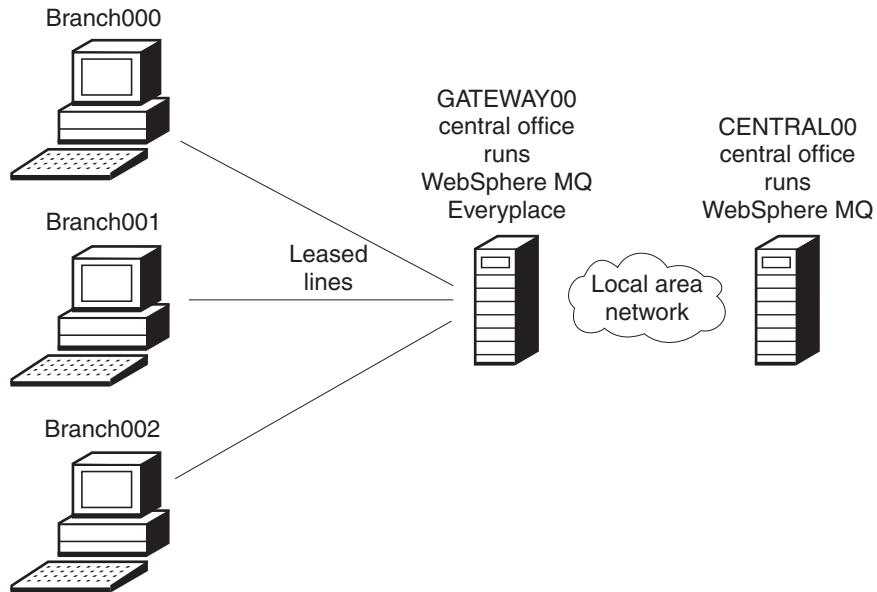 Branch000
GATEWAY00
central office
runs
WebSphere MQ
Everyplace
CENTRAL00
central office
runs
WebSphere MQ
Branch001
Leased
lines
Local area
network
Branch002